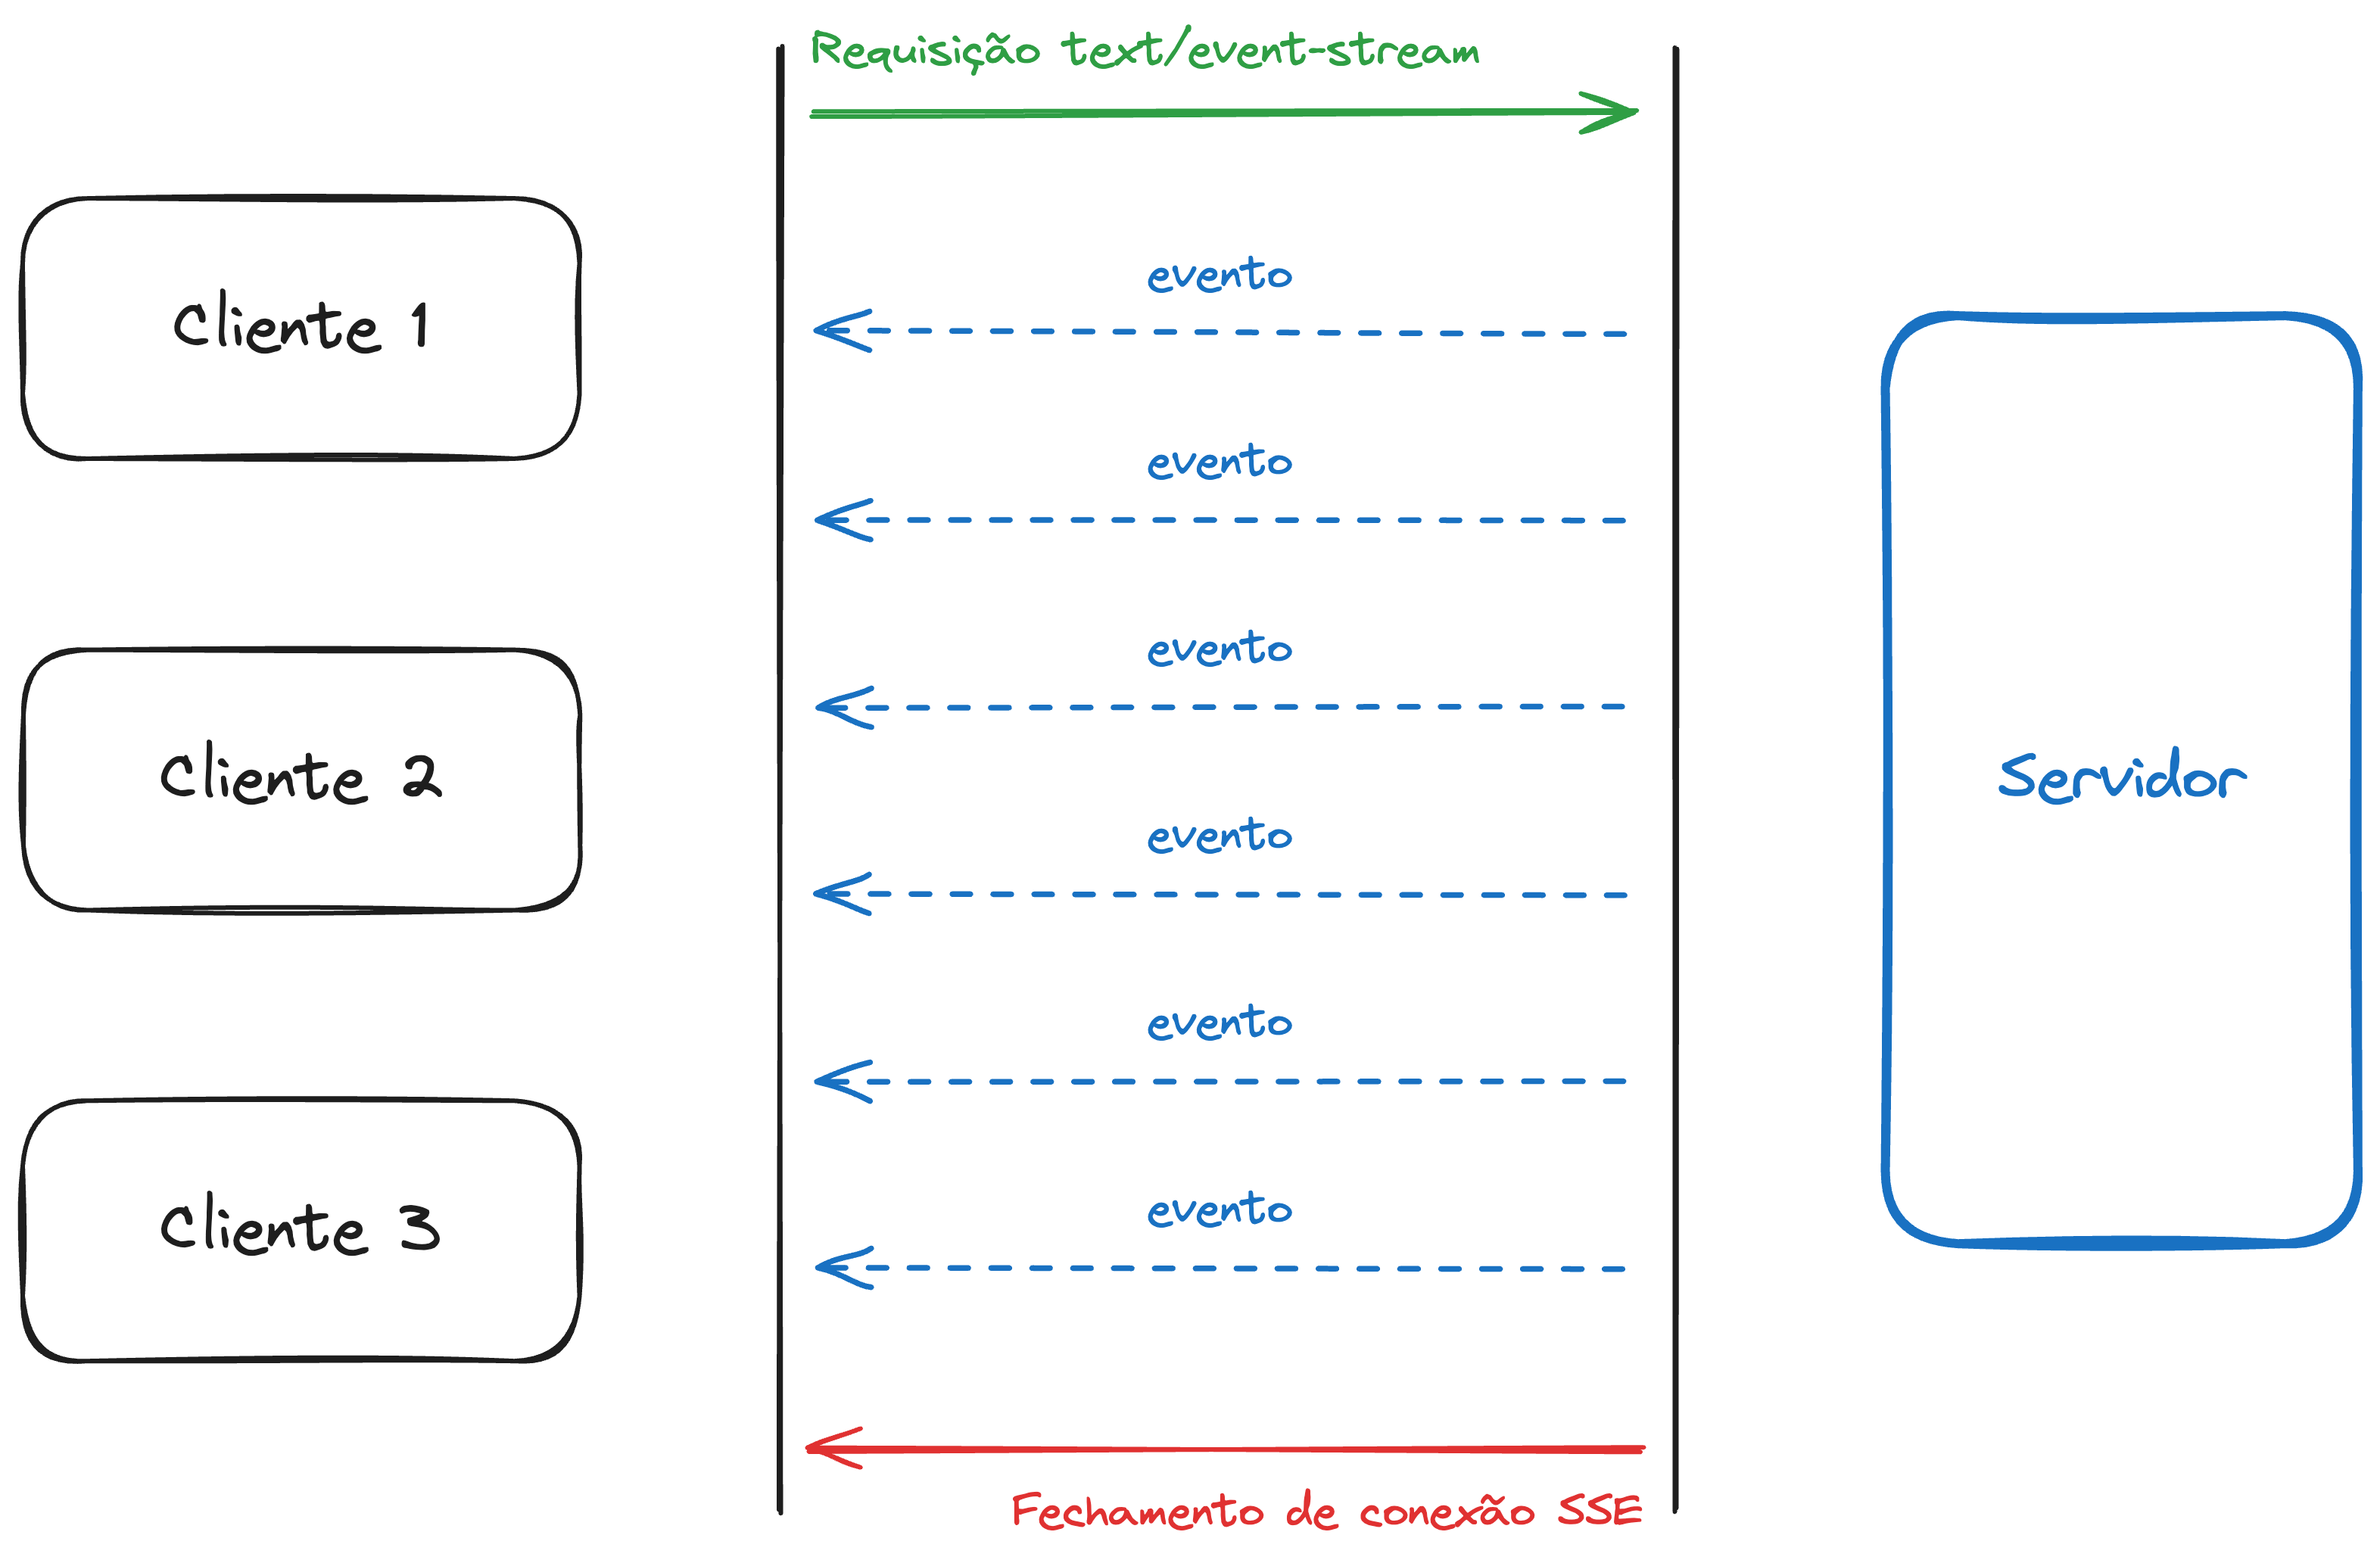 Requisição text/event-stream
Cliente 1
evento
evento
evento
Cliente 2
Servidor
evento
evento
Cliente 3
evento
Fechamento de conexão SSE